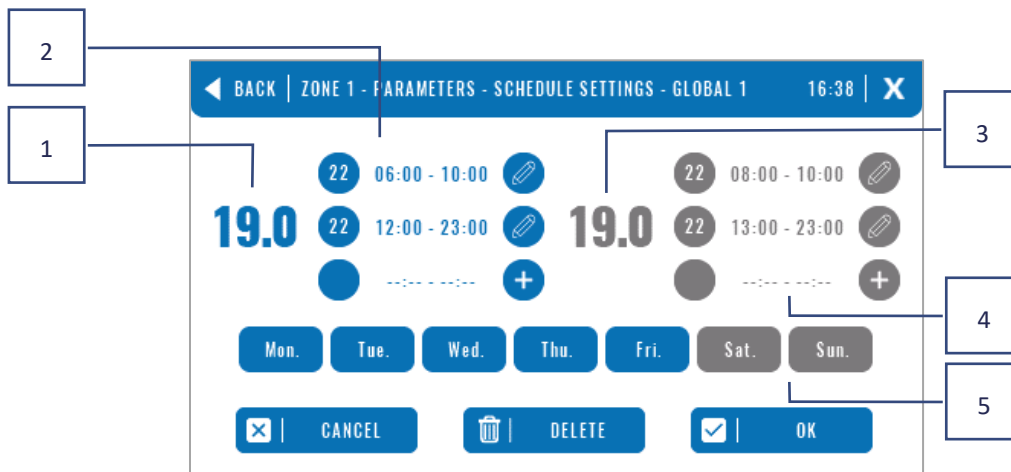 2
BACK | ZONE 1 - PARAMETERS - SCHEDULE SETTINGS - GLOBAL 1 16:38 | X
1
3
22 06:00 - 10:00 22 08:00 - 10:00
19.0 22 12:00 - 23:00 19.0 22 13:00 - 23:00
--:-- - --:-- + --:-- - --:-- +
4
Mon. Tue. Wed. Thu. Fri. Sat. Sun.
5
CANCEL | DELETE | OK